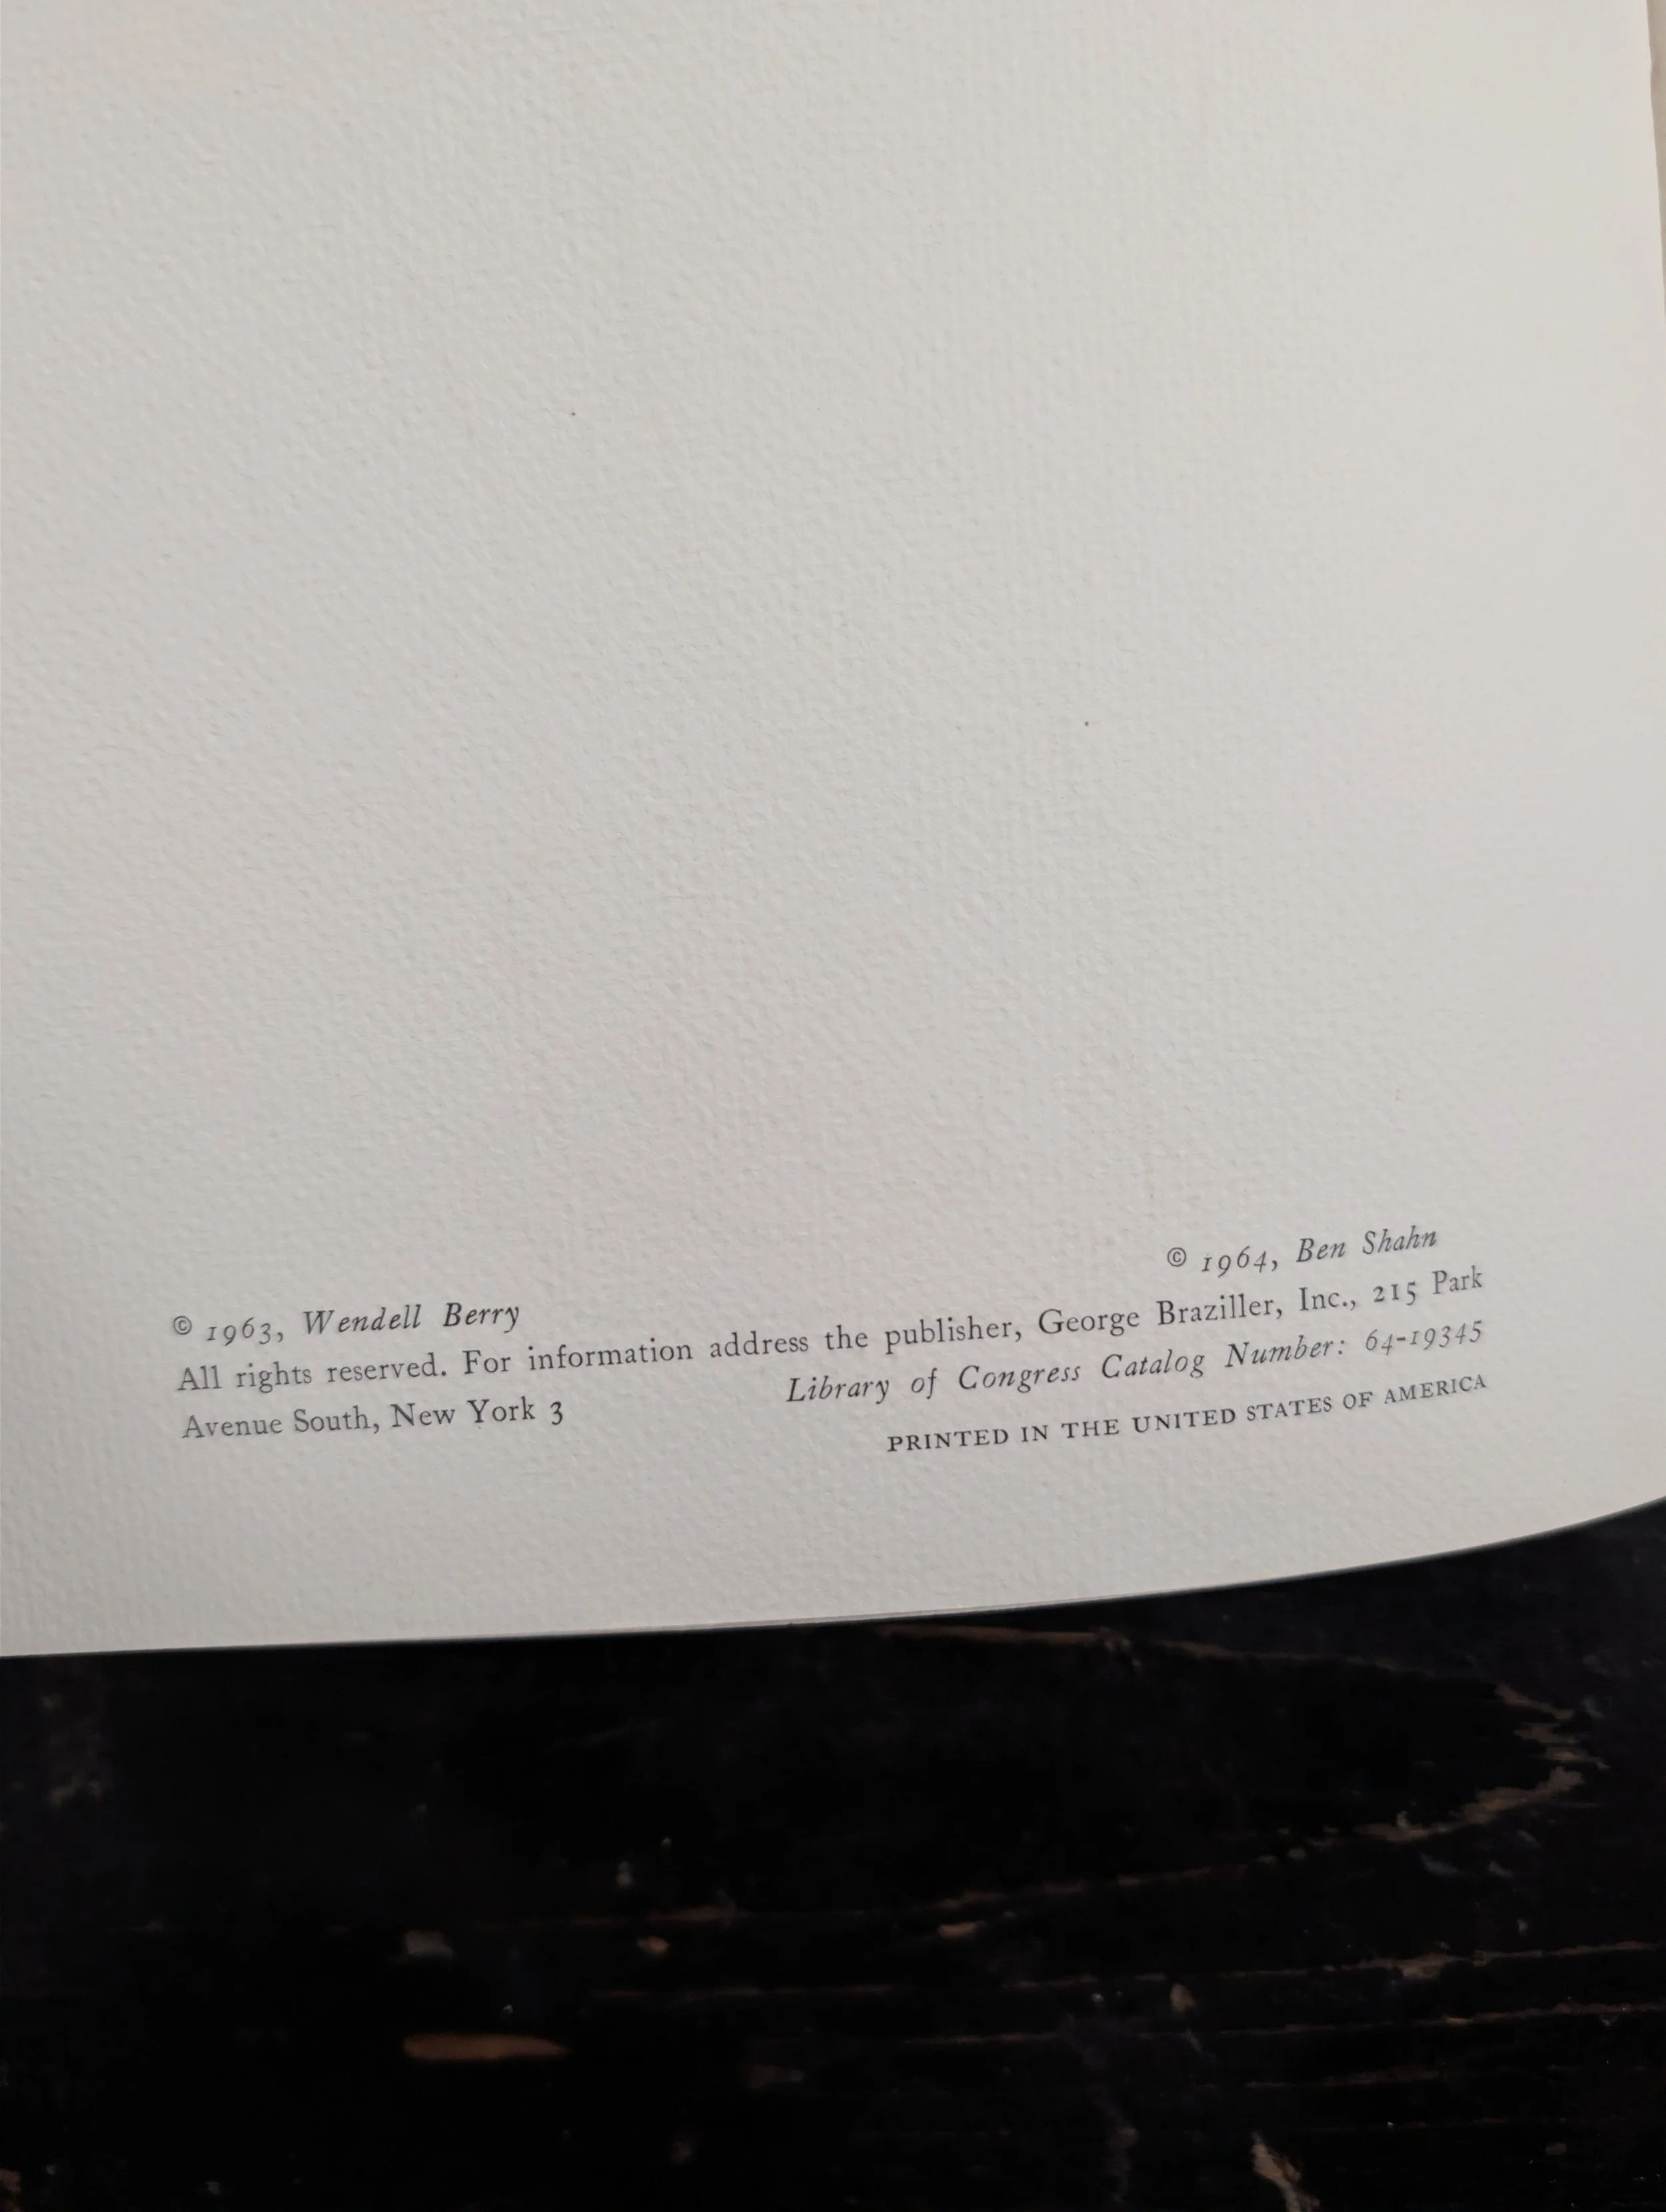 © 1963, Wendell Berry © 1964, Ben Shahn
All rights reserved. For information address the publisher, George Braziller, Inc., 215 Park
Avenue South, New York 3 Library of Congress Catalog Number: 64-19345
PRINTED IN THE UNITED STATES OF AMERICA